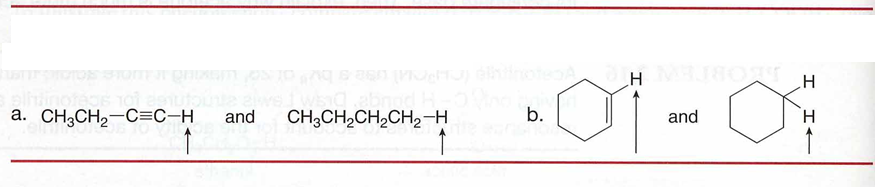 a. CH₃CH₂−C≡C−H and CH₃CH₂CH₂CH₂−H b. H and H H